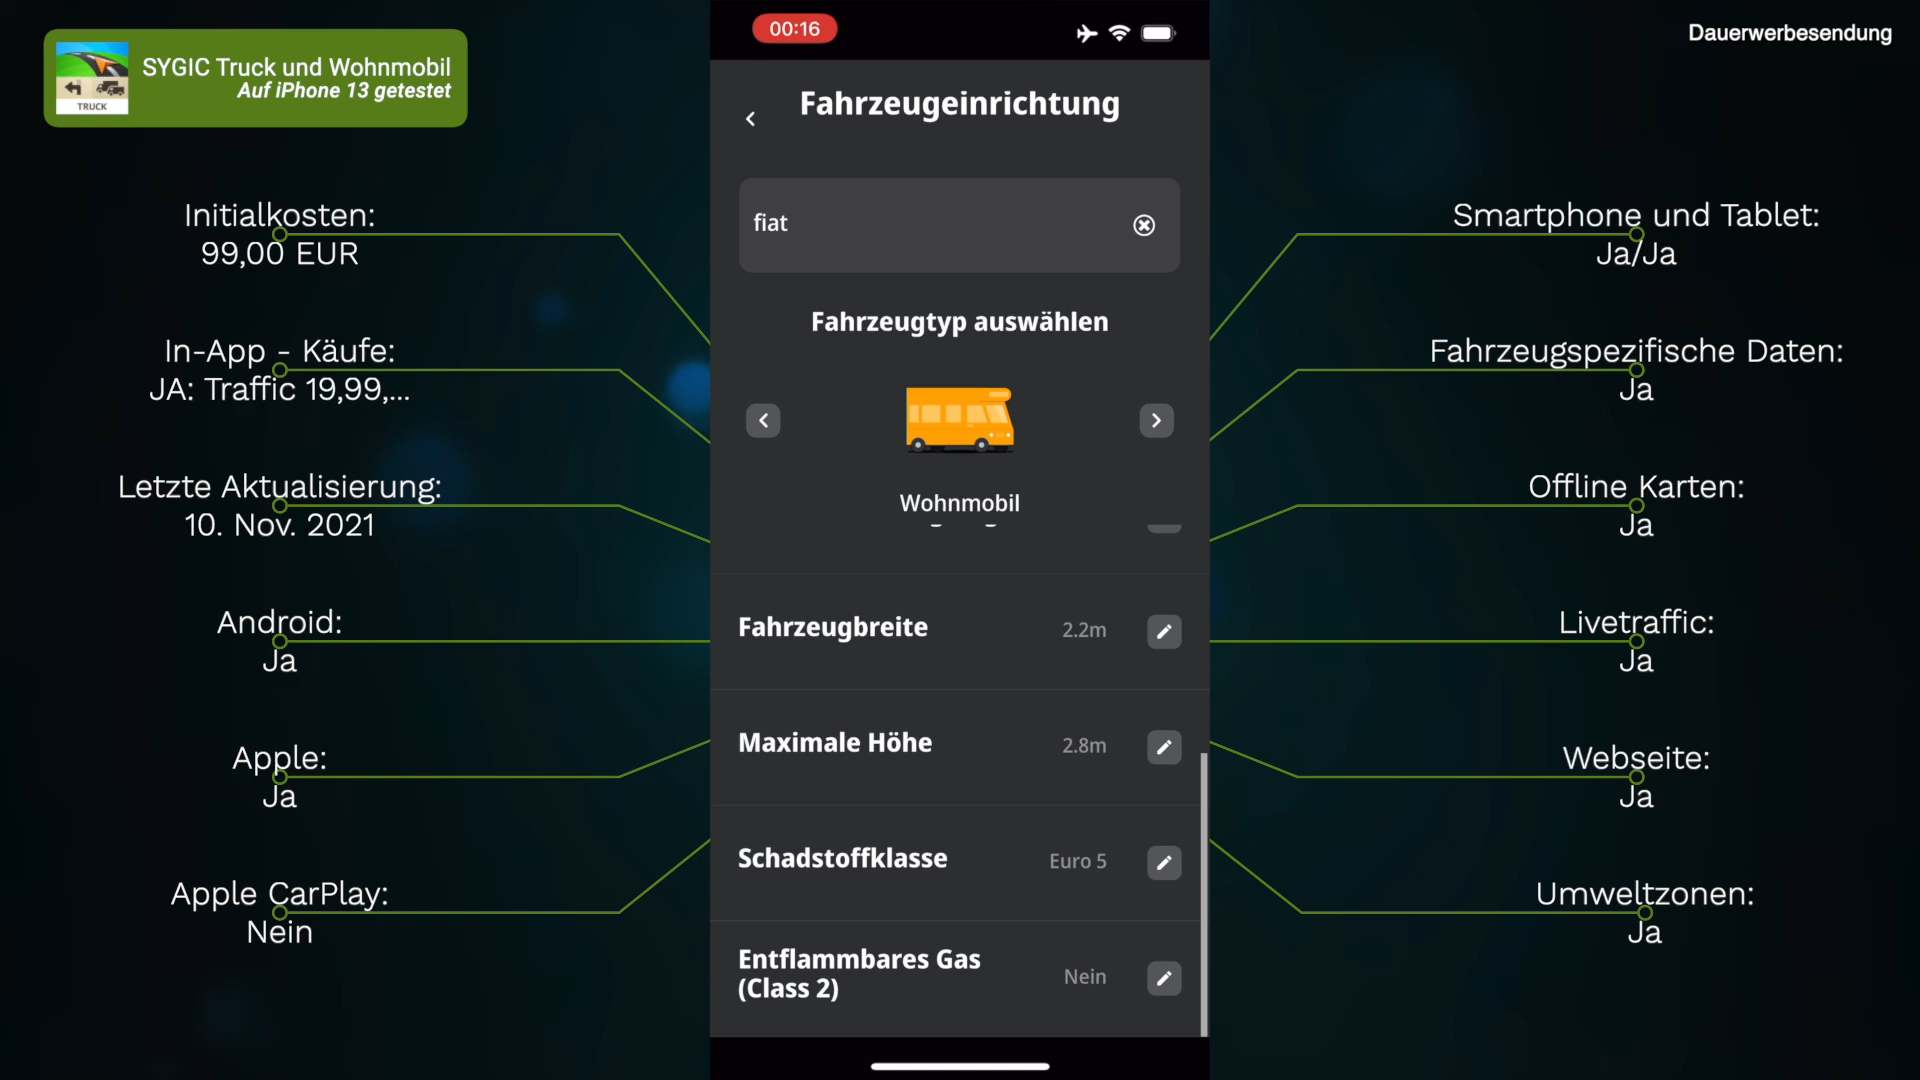 Dauerwerbesendung
SYGIC Truck und Wohnmobil
Auf iPhone 13 getestet
TRUCK
Initialkosten:
99,00 EUR
In-App - Käufe:
JA: Traffic 19,99,...
Letzte Aktualisierung:
10. Nov. 2021
Android:
Ja
Apple:
Ja
Apple CarPlay:
Nein
00:16
Fahrzeugeinrichtung
fiat
Fahrzeugtyp auswählen
Wohnmobil
Fahrzeugbreite 2.2m
Maximale Höhe 2.8m
Schadstoffklasse Euro 5
Entflammbares Gas
(Class 2) Nein
Smartphone und Tablet:
Ja/Ja
Fahrzeugspezifische Daten:
Ja
Offline Karten:
Ja
Livetraffic:
Ja
Webseite:
Ja
Umweltzonen:
Ja